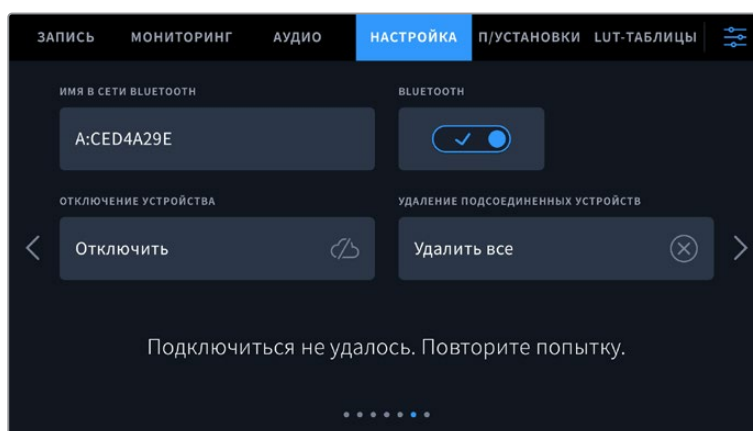 ЗАПИСЬ МОНИТОРИНГ АУДИО НАСТРОЙКА П/УСТАНОВКИ LUT-ТАБЛИЦЫ
ИМЯ В СЕТИ BLUETOOTH BLUETOOTH
A:CED4A29E
ОТКЛЮЧЕНИЕ УСТРОЙСТВА УДАЛЕНИЕ ПОДСОЕДИНЕННЫХ УСТРОЙСТВ
Отключить Удалить все
Подключиться не удалось. Повторите попытку.